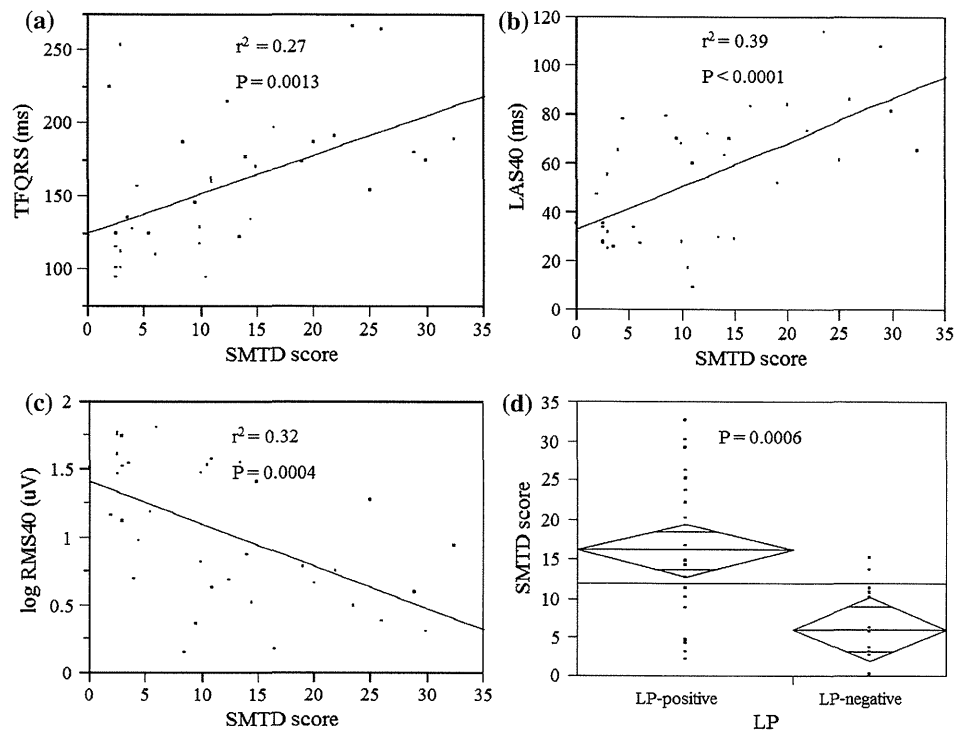 (a)
r² = 0.27
P = 0.0013
TFQRS (ms)
250
200
150
100
0 5 10 15 20 25 30 35
SMTD score
(b)
r² = 0.39
P < 0.0001
LAS40 (ms)
120
100
80
60
40
20
0
0 5 10 15 20 25 30 35
SMTD score
(c)
r² = 0.32
P = 0.0004
log RMS40 (uV)
2
1.5
1
0.5
0
0 5 10 15 20 25 30 35
SMTD score
(d)
P = 0.0006
SMTD score
35
30
25
20
15
10
5
0
LP-positive LP-negative
LP